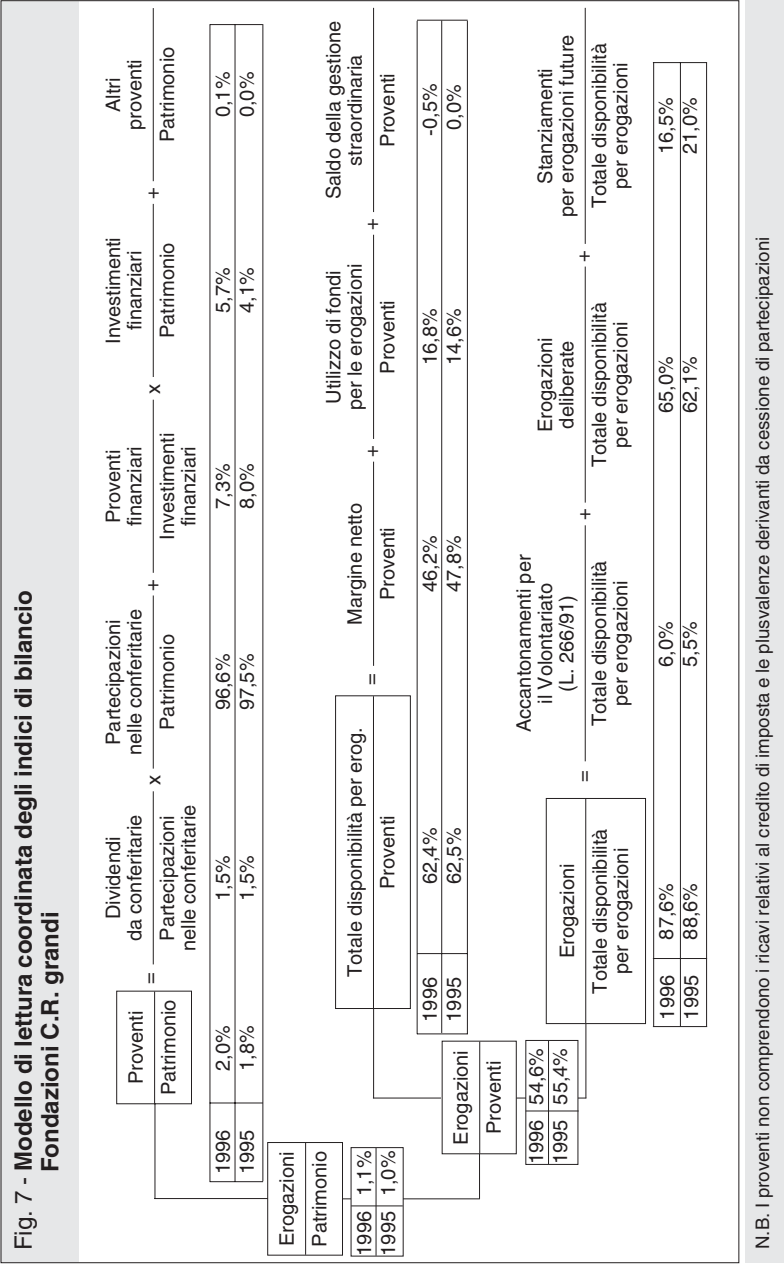 Fig. 7 - Modello di lettura coordinata degli indici di bilancio
Fondazioni C.R. grandi
Proventi
Patrimonio
=
Dividendi
da conferitarie
Partecipazioni
nelle conferitarie
x
Partecipazioni
nelle conferitarie
Patrimonio
+
Proventi
finanziari
Investimenti
finanziari
x
Investimenti
finanziari
Patrimonio
+
Altri
proventi
Patrimonio
1996 2,0% 1,5% 96,6% 7,3% 5,7% 0,1%
1995 1,8% 1,5% 97,5% 8,0% 4,1% 0,0%
Erogazioni
Patrimonio
1996 1,1%
1995 1,0%
Totale disponibilità per erog.
Proventi
=
Margine netto
Proventi
+
Utilizzo di fondi
per le erogazioni
Proventi
+
Saldo della gestione
straordinaria
Proventi
1996 62,4% 46,2% 16,8% -0,5%
1995 62,5% 47,8% 14,6% 0,0%
Erogazioni
Proventi
1996 54,6%
1995 55,4%
Erogazioni
Totale disponibilità
per erogazioni
=
Accantonamenti per
il Volontariato
(L. 266/91)
Totale disponibilità
per erogazioni
+
Erogazioni
deliberate
Totale disponibilità
per erogazioni
+
Stanziamenti
per erogazioni future
Totale disponibilità
per erogazioni
1996 87,6% 6,0% 65,0% 16,5%
1995 88,6% 5,5% 62,1% 21,0%
N.B. I proventi non comprendono i ricavi relativi al credito di imposta e le plusvalenze derivanti da cessione di partecipazioni